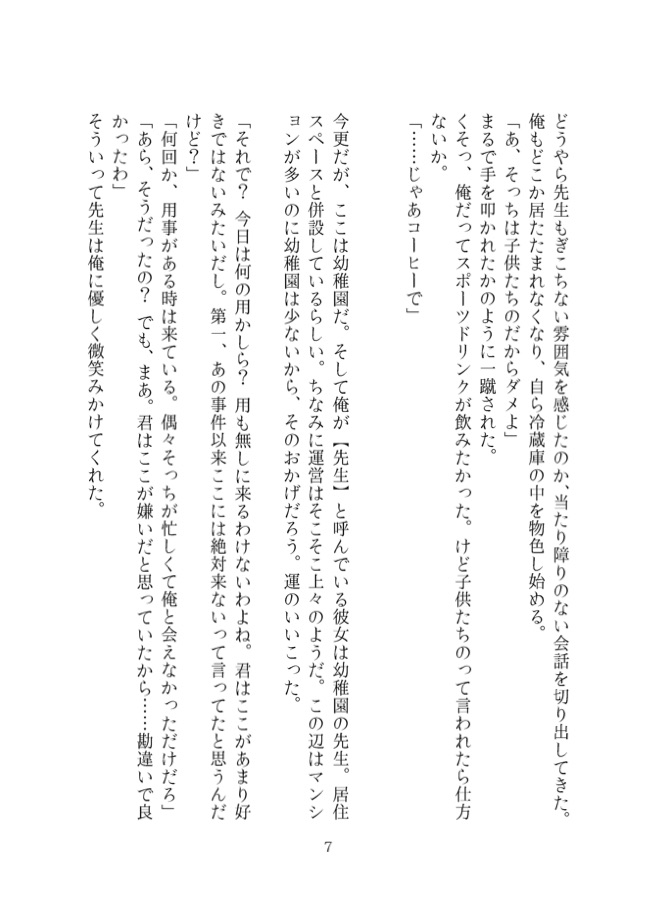 どうやら先生もぎこちない雰囲気を感じたのか、当たり障りのない会話を切り出してきた。
俺もどこか居たたまれなくなり、自ら冷蔵庫の中を物色し始める。
「あ、そっちは子供たちのだからダメよ」
まるで手を叩かれたかのように一蹴された。
くそっ、俺だってスポーツドリンクが飲みたかった。けど子供たちのって言われたら仕方
ないか。
「……じゃあコーヒーで」
今更だが、ここは幼稚園だ。そして俺が【先生】と呼んでいる彼女は幼稚園の先生。居住
スペースと併設しているらしい。ちなみに運営はそこそこ上々のようだ。この辺はマンシ
ョンが多いのに幼稚園は少ないから、そのおかげだろう。運のいいこった。
「それで？　今日は何の用かしら？　用も無しに来るわけないわよね。君はここがあまり好
きではないみたいだし。第一、あの事件以来ここには絶対来ないって言ってたと思うんだ
けど？」
「何回か、用事がある時は来ている。偶々そっちが忙しくて俺と会えなかっただけだろ」
「あら、そうだったの？　でも、まあ。君はここが嫌いだと思っていたから……勘違いで良
かったわ」
そういって先生は俺に優しく微笑みかけてくれた。
7